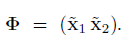 Φ = (x̃₁ x̃₂).